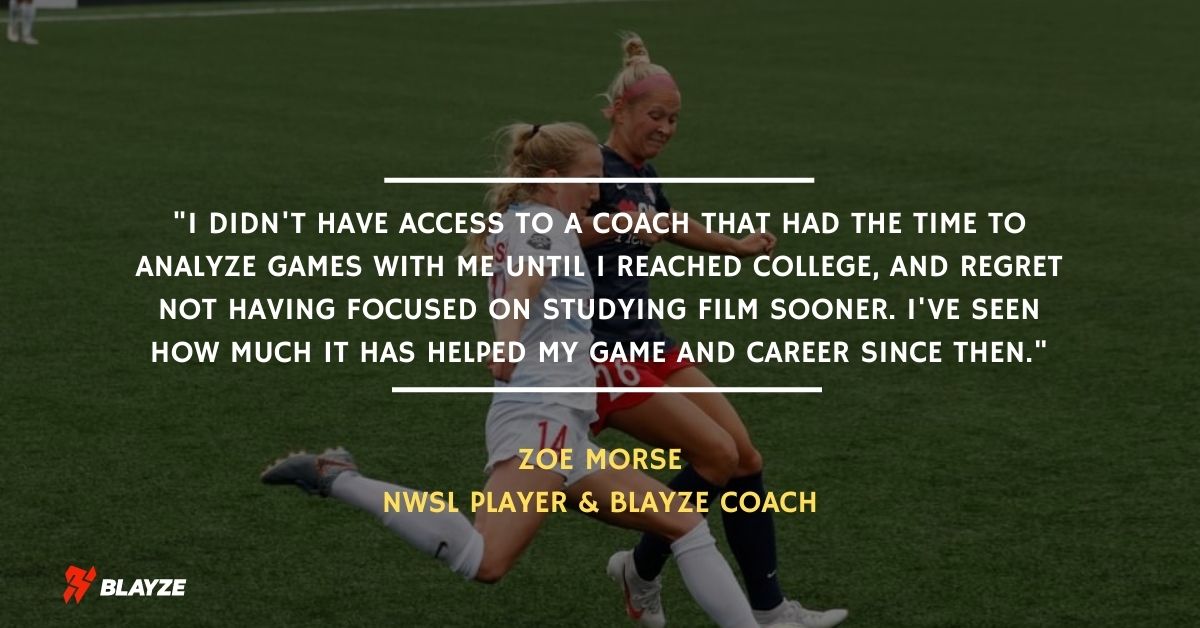 "I DIDN'T HAVE ACCESS TO A COACH THAT HAD THE TIME TO
ANALYZE GAMES WITH ME UNTIL I REACHED COLLEGE, AND REGRET
NOT HAVING FOCUSED ON STUDYING FILM SOONER. I'VE SEEN
HOW MUCH IT HAS HELPED MY GAME AND CAREER SINCE THEN."
26
14
ZOE MORSE
NWSL PLAYER & BLAYZE COACH
BLAYZE